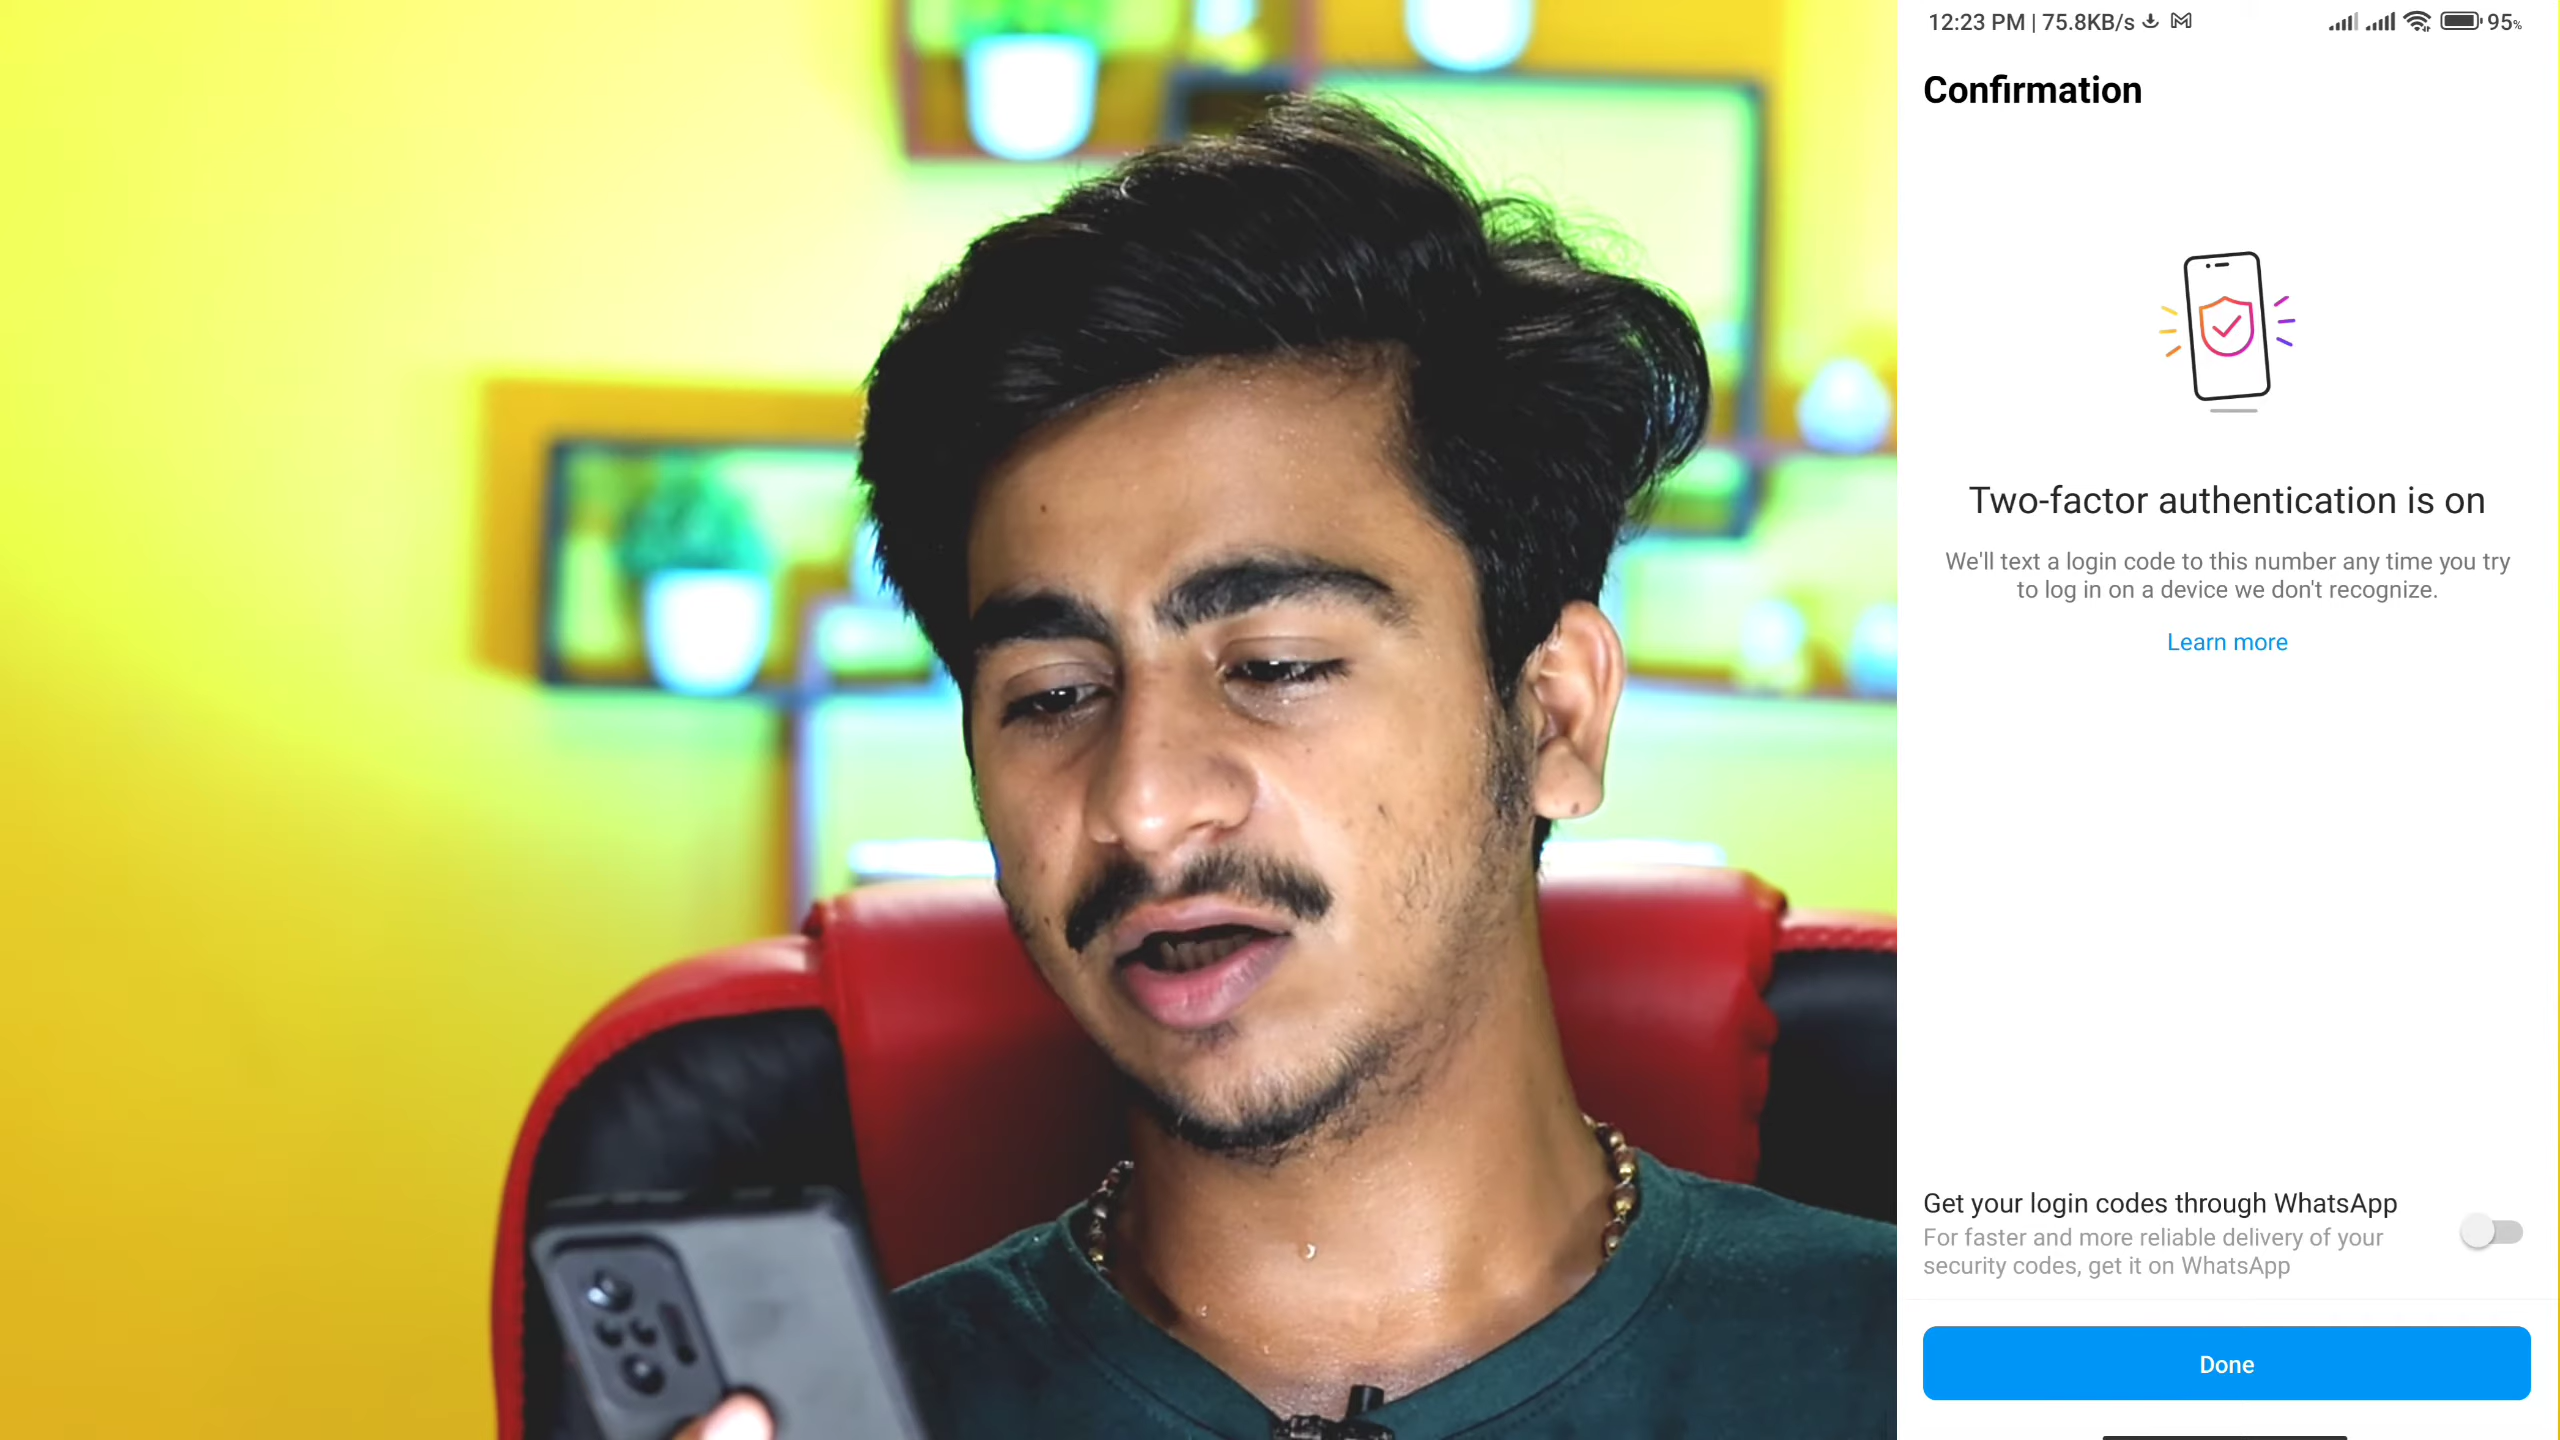 12:23 PM | 75.8KB/s
95%
Confirmation
Two-factor authentication is on
We'll text a login code to this number any time you try
to log in on a device we don't recognize.
Learn more
Get your login codes through WhatsApp
For faster and more reliable delivery of your
security codes, get it on WhatsApp
Done